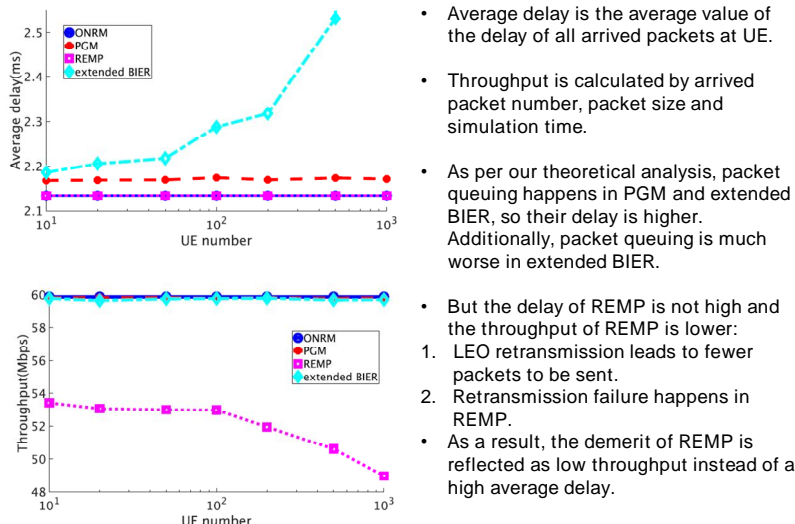 2.5
2.4
2.3
2.2
2.1
Average delay(ms)
ONRM
PGM
REMP
extended BIER
10^1
10^2
10^3
UE number
60
58
56
54
52
50
48
Throughput(Mbps)
ONRM
PGM
REMP
extended BIER
10^1
10^2
10^3
UE number
• Average delay is the average value of
the delay of all arrived packets at UE.
• Throughput is calculated by arrived
packet number, packet size and
simulation time.
• As per our theoretical analysis, packet
queuing happens in PGM and extended
BIER, so their delay is higher.
Additionally, packet queuing is much
worse in extended BIER.
• But the delay of REMP is not high and
the throughput of REMP is lower:
1. LEO retransmission leads to fewer
packets to be sent.
2. Retransmission failure happens in
REMP.
• As a result, the demerit of REMP is
reflected as low throughput instead of a
high average delay.